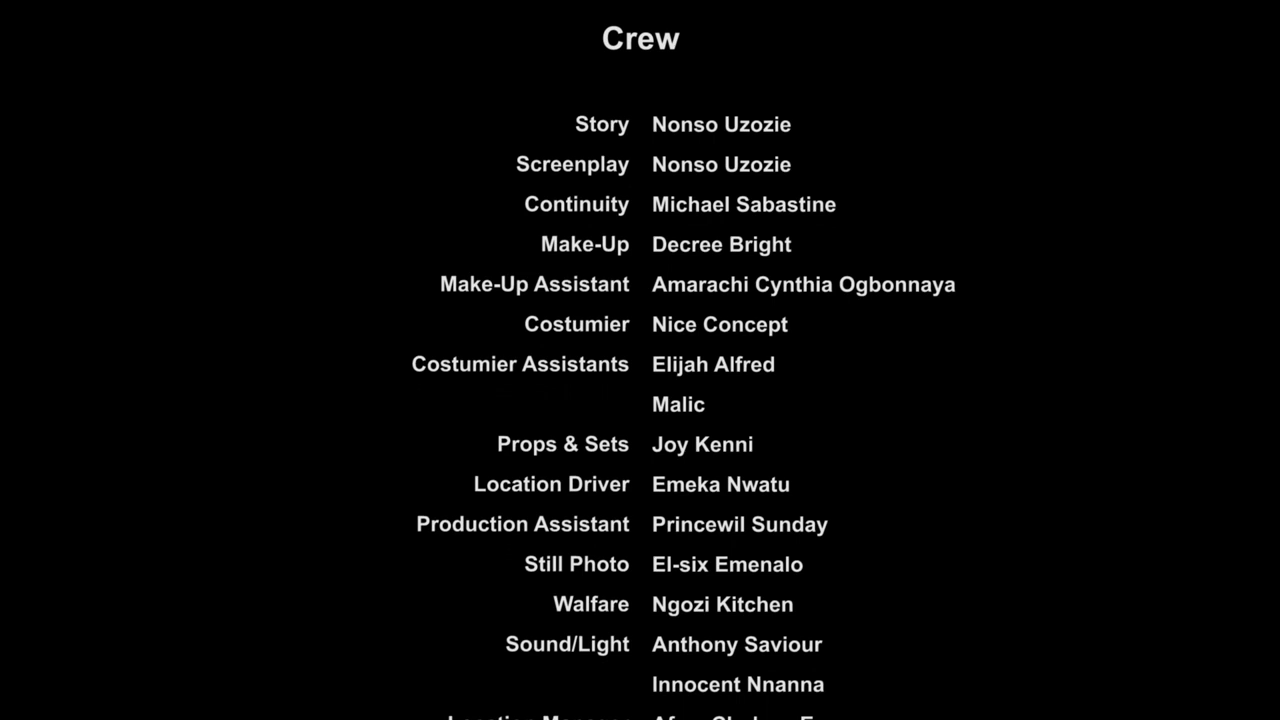 Crew
Story Nonso Uzozie
Screenplay Nonso Uzozie
Continuity Michael Sabastine
Make-Up Decree Bright
Make-Up Assistant Amarachi Cynthia Ogbonnaya
Costumier Nice Concept
Costumier Assistants Elijah Alfred
Malic
Props & Sets Joy Kenni
Location Driver Emeka Nwatu
Production Assistant Princewil Sunday
Still Photo El-six Emenalo
Walfare Ngozi Kitchen
Sound/Light Anthony Saviour
Innocent Nnanna
Location